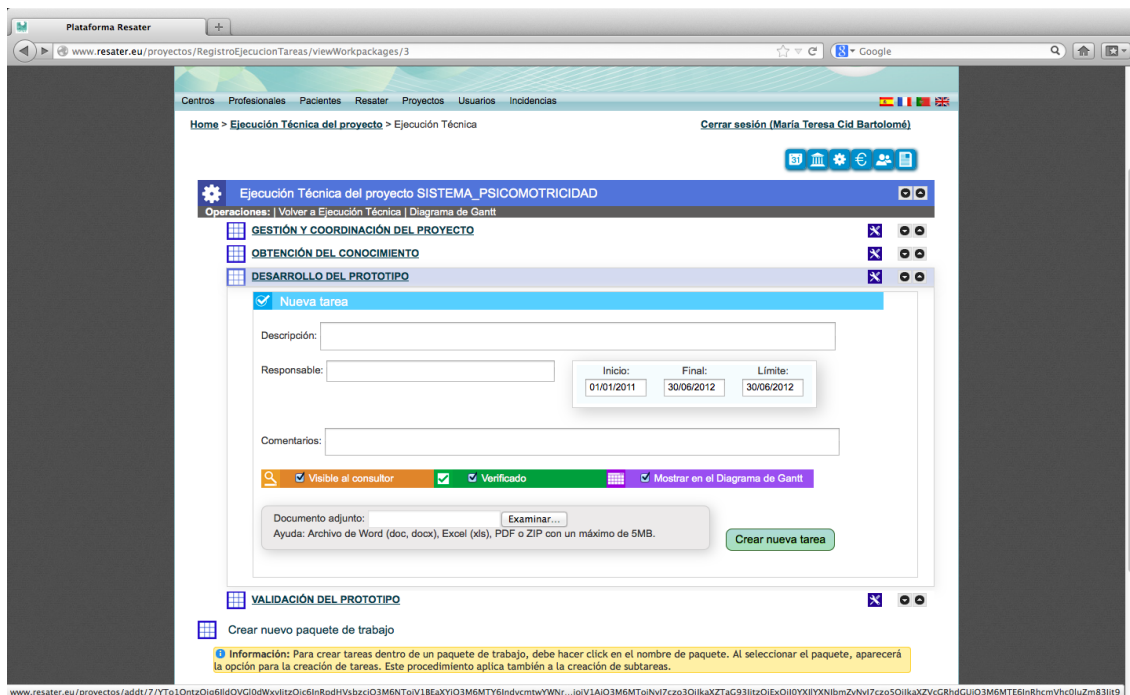 Plataforma Resater
www.resater.eu/proyectos/RegistroEjecucionTareas/viewWorkpackages/3
Google
Centros Profesionales Pacientes Resater Proyectos Usuarios Incidencias
Home > Ejecución Técnica del proyecto > Ejecución Técnica
Cerrar sesión (María Teresa Cid Bartolomé)
31
Ejecución Técnica del proyecto SISTEMA_PSICOMOTRICIDAD
Operaciones: | Volver a Ejecución Técnica | Diagrama de Gantt
GESTIÓN Y COORDINACIÓN DEL PROYECTO
OBTENCIÓN DEL CONOCIMIENTO
DESARROLLO DEL PROTOTIPO
Nueva tarea
Descripción:
Responsable:
Inicio: Final: Límite:
01/01/2011 30/06/2012 30/06/2012
Comentarios:
Visible al consultor Verificado Mostrar en el Diagrama de Gantt
Documento adjunto: Examinar...
Ayuda: Archivo de Word (doc, docx), Excel (xls), PDF o ZIP con un máximo de 5MB.
Crear nueva tarea
VALIDACIÓN DEL PROTOTIPO
Crear nuevo paquete de trabajo
Información: Para crear tareas dentro de un paquete de trabajo, debe hacer click en el nombre de paquete. Al seleccionar el paquete, aparecerá
la opción para la creación de tareas. Este procedimiento aplica también a la creación de subtareas.